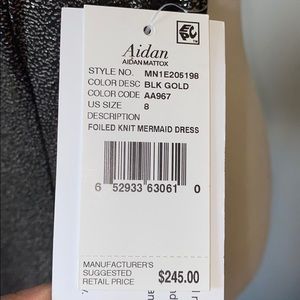 Aidan
AIDAN MATTOX
STYLE NO. MN1E205198
COLOR DESC BLK GOLD
COLOR CODE AA967
US SIZE 8
DESCRIPTION
FOILED KNIT MERMAID DRESS
6 52933 63061 0
MANUFACTURER'S
SUGGESTED
RETAIL PRICE $245.00